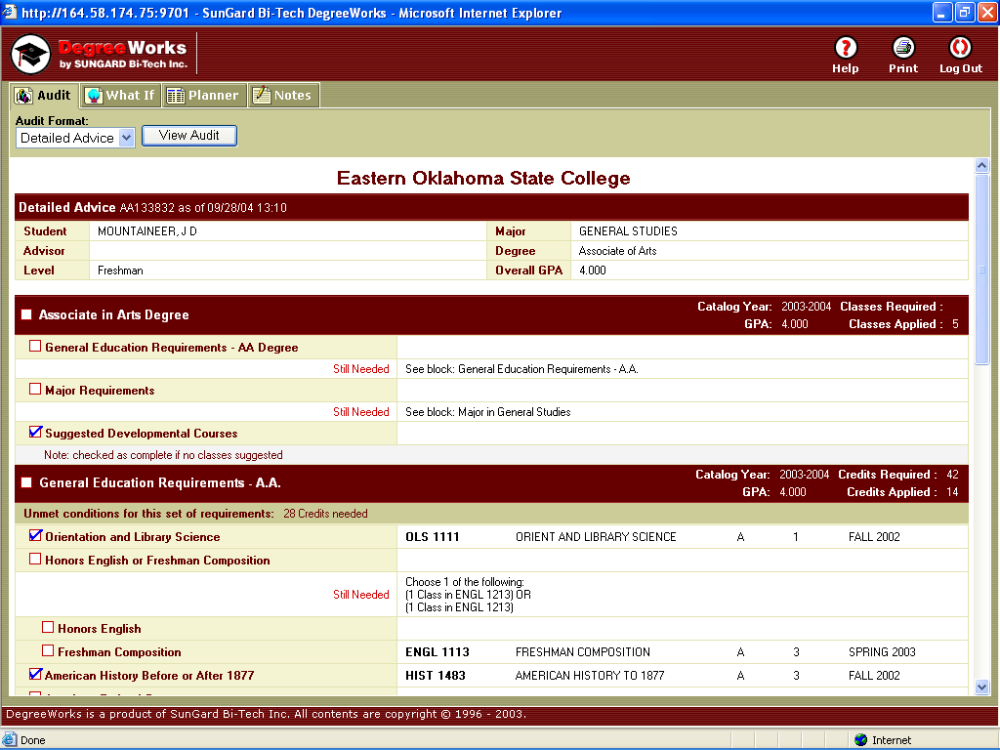 http://164.58.174.75:9701 - SunGard Bi-Tech DegreeWorks - Microsoft Internet Explorer
DegreeWorks
by SUNGARD Bi-Tech Inc.
Help Print Log Out
Audit What If Planner Notes
Audit Format:
Detailed Advice View Audit
Eastern Oklahoma State College
Detailed Advice AA133832 as of 09/28/04 13:10
Student MOUNTAINEER, J D Major GENERAL STUDIES
Advisor Degree Associate of Arts
Level Freshman Overall GPA 4.000
Associate in Arts Degree Catalog Year: 2003-2004 Classes Required :
GPA: 4.000 Classes Applied : 5
General Education Requirements - AA Degree
Still Needed See block: General Education Requirements - A.A.
Major Requirements
Still Needed See block: Major in General Studies
Suggested Developmental Courses
Note: checked as complete if no classes suggested
General Education Requirements - A.A. Catalog Year: 2003-2004 Credits Required : 42
GPA: 4.000 Credits Applied : 14
Unmet conditions for this set of requirements: 28 Credits needed
Orientation and Library Science OLS 1111 ORIENT AND LIBRARY SCIENCE A 1 FALL 2002
Honors English or Freshman Composition
Still Needed Choose 1 of the following:
(1 Class in ENGL 1213) OR
(1 Class in ENGL 1213)
Honors English
Freshman Composition ENGL 1113 FRESHMAN COMPOSITION A 3 SPRING 2003
American History Before or After 1877 HIST 1483 AMERICAN HISTORY TO 1877 A 3 FALL 2002
DegreeWorks is a product of SunGard Bi-Tech Inc. All contents are copyright © 1996 - 2003.
Done Internet